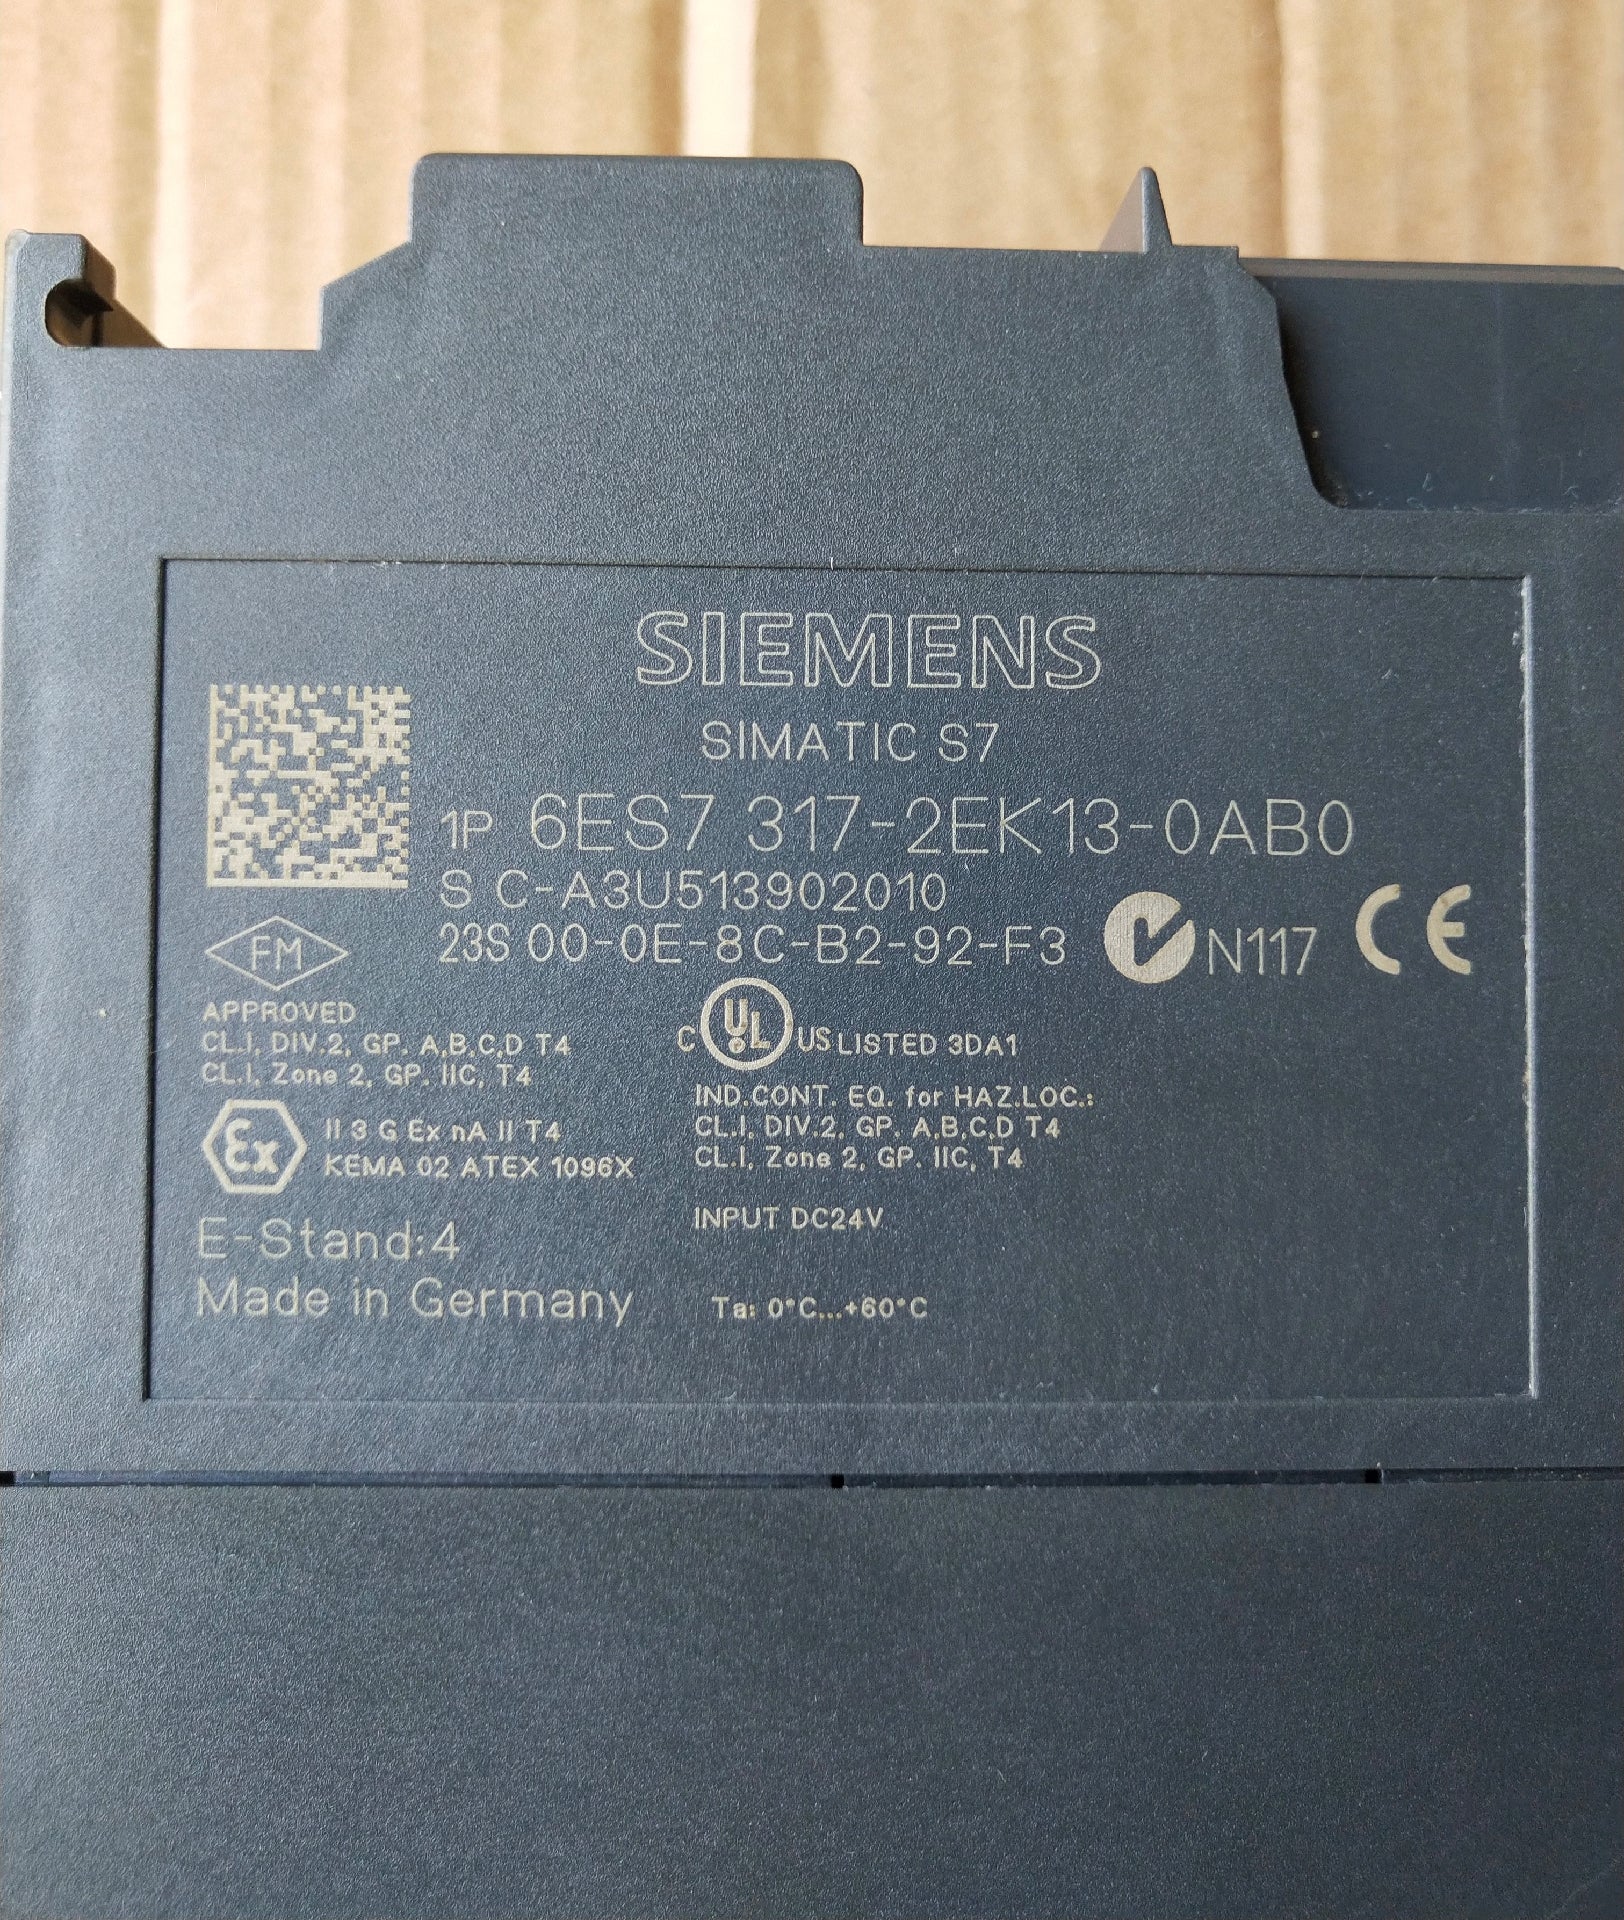 SIEMENS
SIMATIC S7
1P 6ES7 317-2EK13-0AB0
S C-A3U513902010
23S 00-0E-8C-B2-92-F3
N117 CE
FM
APPROVED
CL.I, DIV.2, GP. A,B,C,D T4
CL.I, Zone 2, GP. IIC, T4
C UL US LISTED 3DA1
IND.CONT. EQ. for HAZ.LOC.:
CL.I, DIV.2, GP. A,B,C,D T4
CL.I, Zone 2, GP. IIC, T4
Ex
II 3 G Ex nA II T4
KEMA 02 ATEX 1096X
INPUT DC24V
E-Stand:4
Made in Germany
Ta: 0°C...+60°C